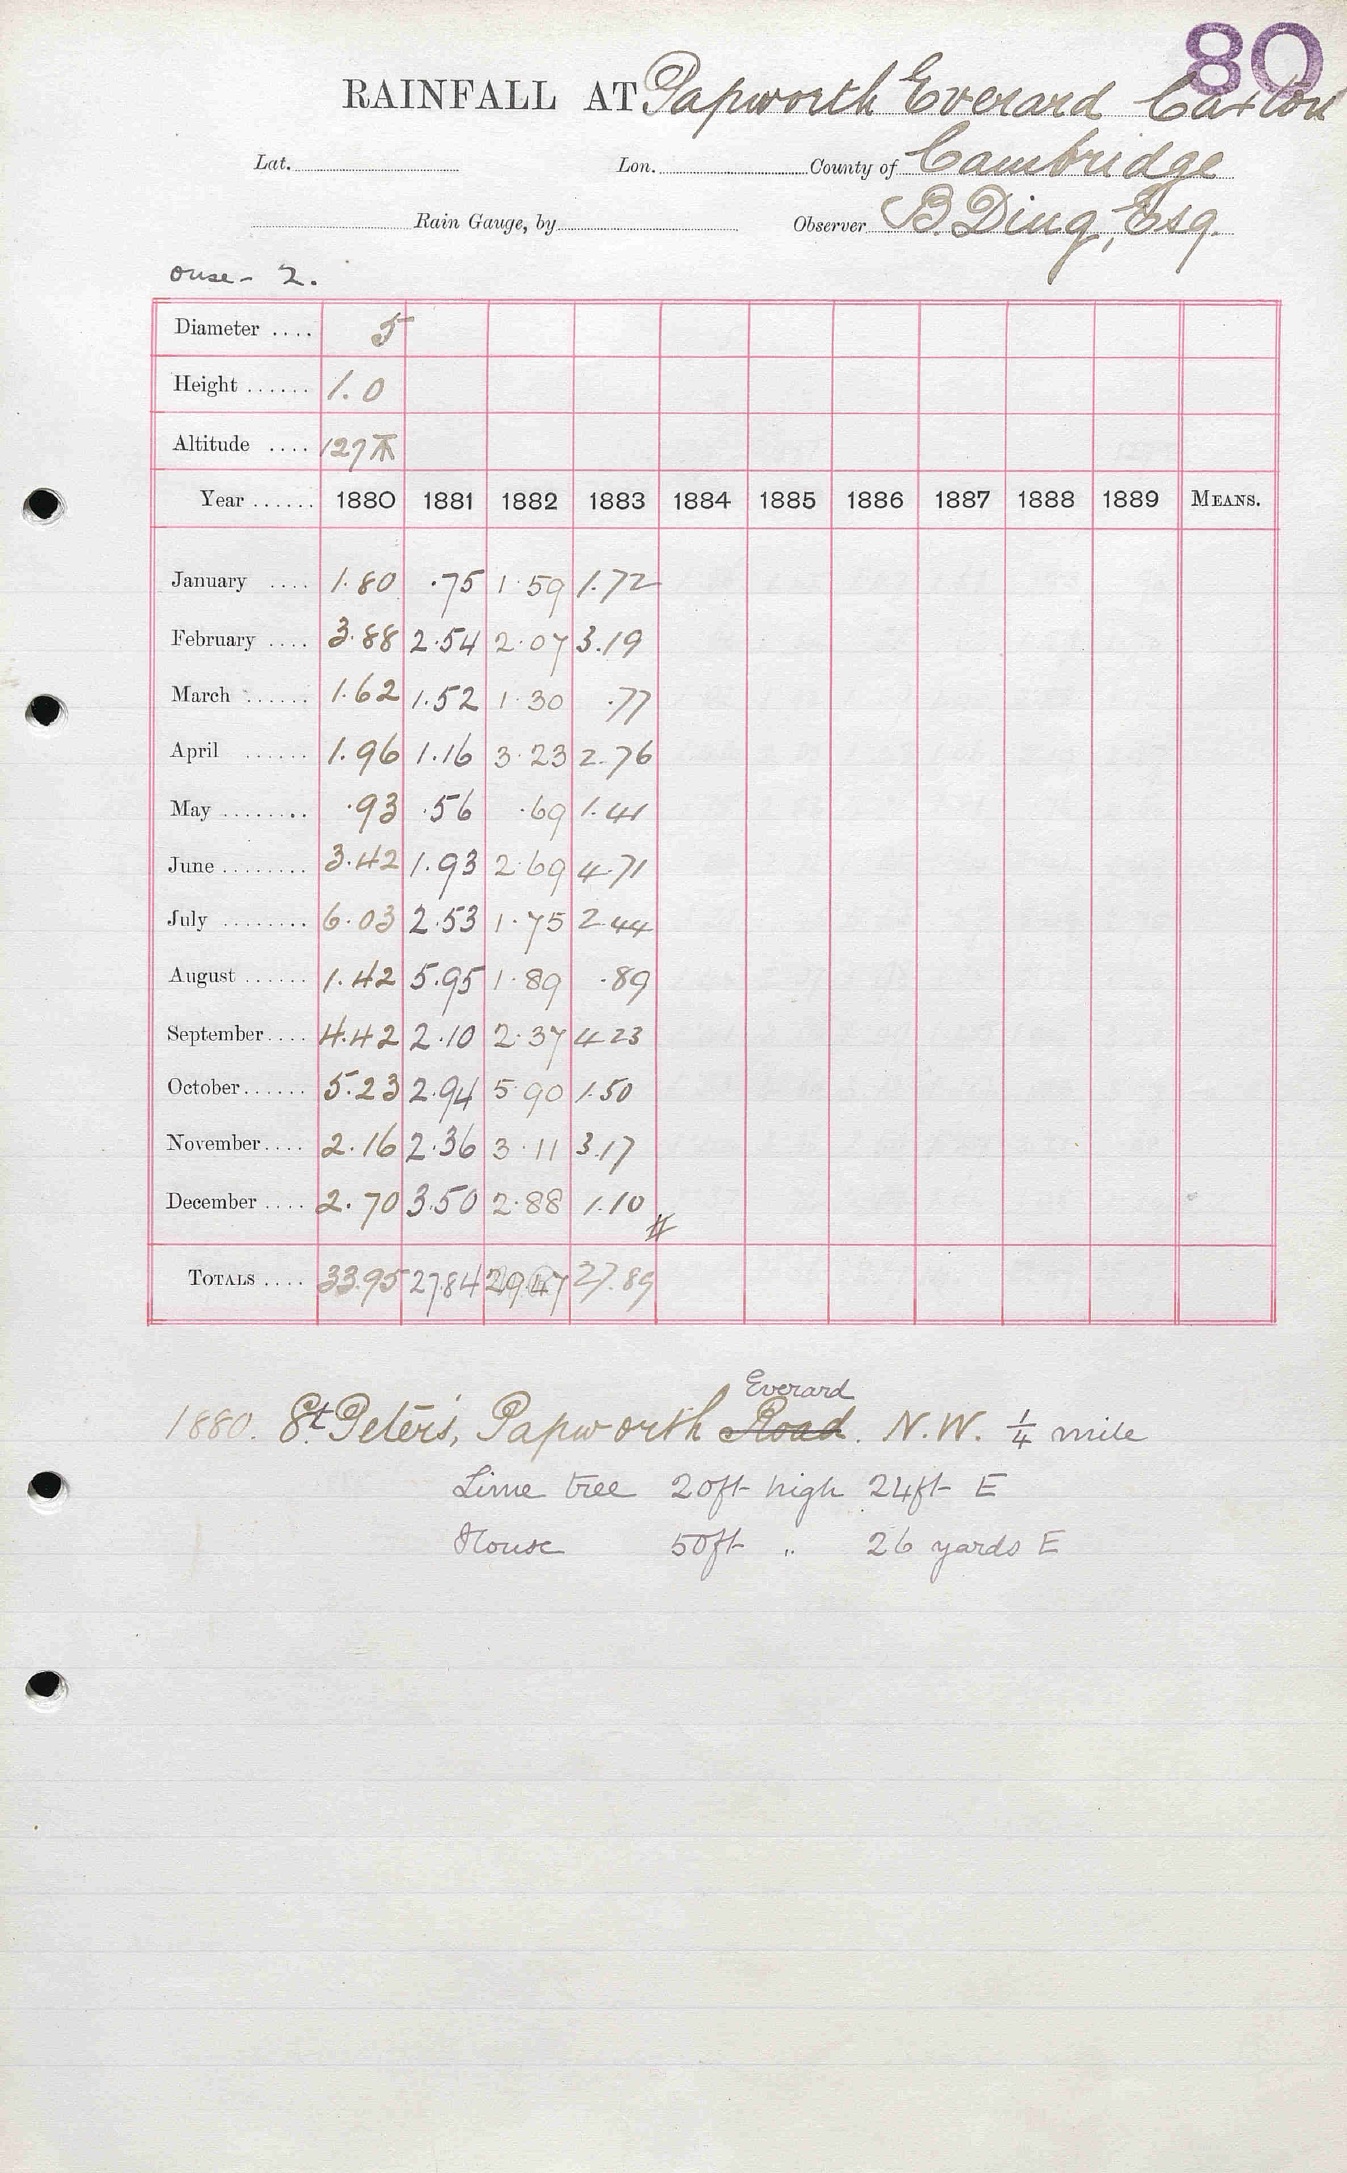 80
RAINFALL AT Papworth Everard Caxton
Lat. Lon. County of Cambridge
Rain Gauge, by Observer B. Ding, Esq.
ouse - 2.
Diameter .... 5
Height ...... 1.0
Altitude .... 127
Year ...... 1880 1881 1882 1883 1884 1885 1886 1887 1888 1889 MEANS.
January .... 1.80 .75 1.59 1.72
February .... 3.88 2.54 2.07 3.19
March ...... 1.62 1.52 1.30 .77
April ...... 1.96 1.16 3.23 2.76
May ........ .93 .56 .69 1.41
June ........ 3.42 1.93 2.69 4.71
July ........ 6.03 2.53 1.75 2.44
August ...... 1.42 5.95 1.89 .89
September .... 4.42 2.10 2.37 4.23
October ...... 5.23 2.94 5.90 1.50
November .... 2.16 2.36 3.11 3.17
December .... 2.70 3.50 2.88 1.10
TOTALS .... 33.95 27.84 29.47 27.89
Everard
1880. St. Peter's, Papworth Road. N.W. 1/4 mile
Lime tree 20ft high 24ft E
House 50ft " 26 yards E